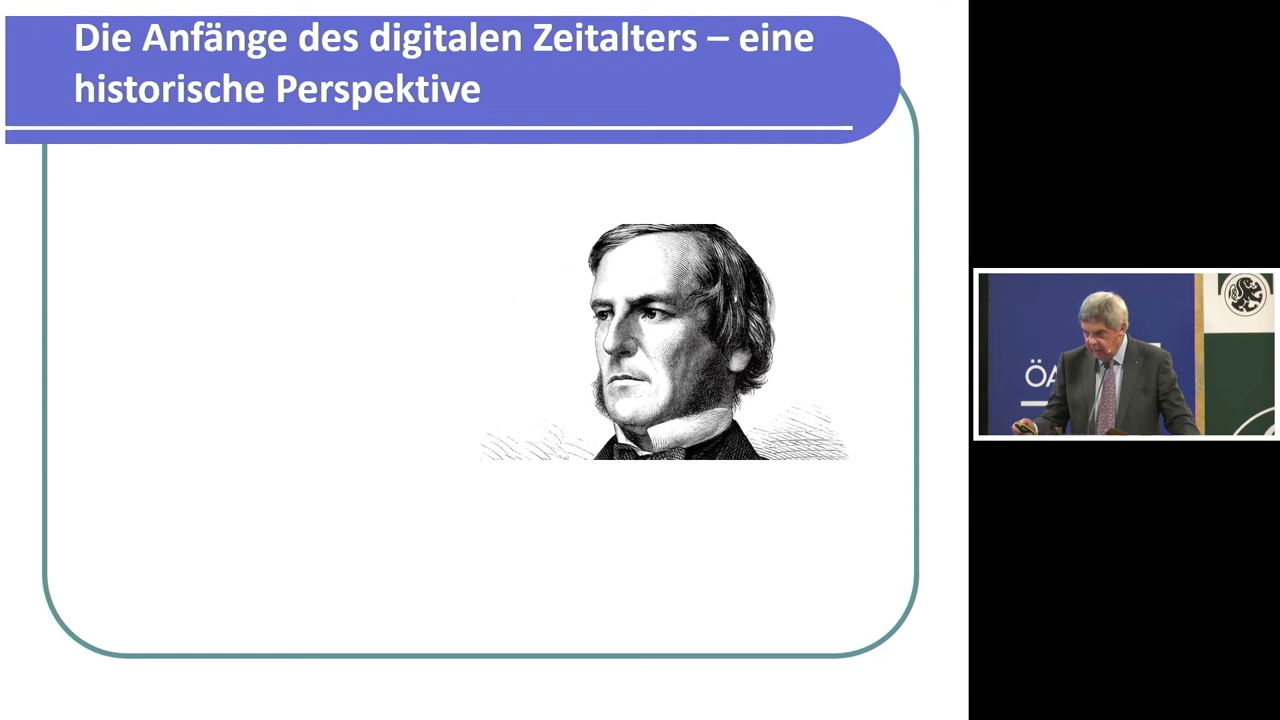 Die Anfänge des digitalen Zeitalters – eine
historische Perspektive
ÖA